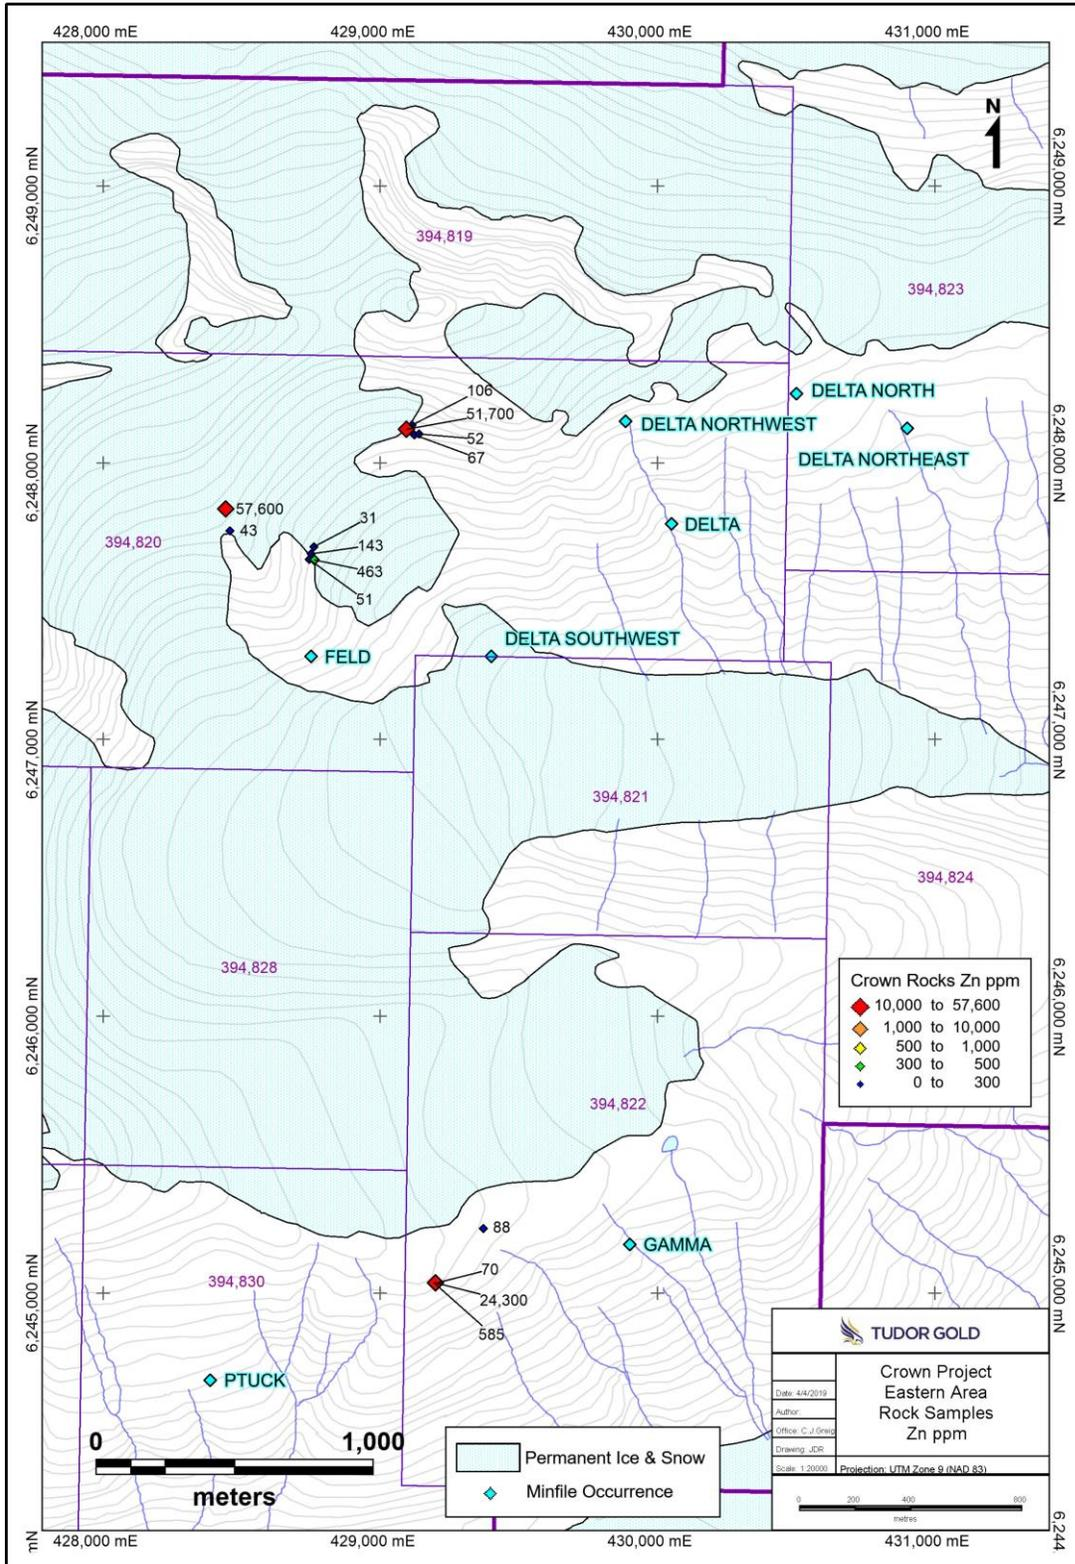 428,000 mE
429,000 mE
430,000 mE
431,000 mE
N
6,249,000 mN
6,249,000 mN
394,819
394,823
106
51,700
52
67
DELTA NORTH
DELTA NORTHWEST
DELTA NORTHEAST
6,248,000 mN
6,248,000 mN
57,600
43
31
143
463
51
394,820
DELTA
DELTA SOUTHWEST
FELD
6,247,000 mN
6,247,000 mN
394,821
394,824
394,828
Crown Rocks Zn ppm
10,000 to 57,600
1,000 to 10,000
500 to 1,000
300 to 500
0 to 300
6,246,000 mN
6,246,000 mN
394,822
88
GAMMA
70
24,300
585
394,830
6,245,000 mN
6,245,000 mN
PTUCK
TUDOR GOLD
Crown Project
Eastern Area
Rock Samples
Zn ppm
Date: 4/4/2019
Author:
Office: C.J.Greig
Drawing: JDR
Scale: 1:20000
Projection: UTM Zone 9 (NAD 83)
0 200 400 800
metres
0 1,000
meters
Permanent Ice & Snow
Minfile Occurrence
mN
6,244,
428,000 mE
429,000 mE
430,000 mE
431,000 mE